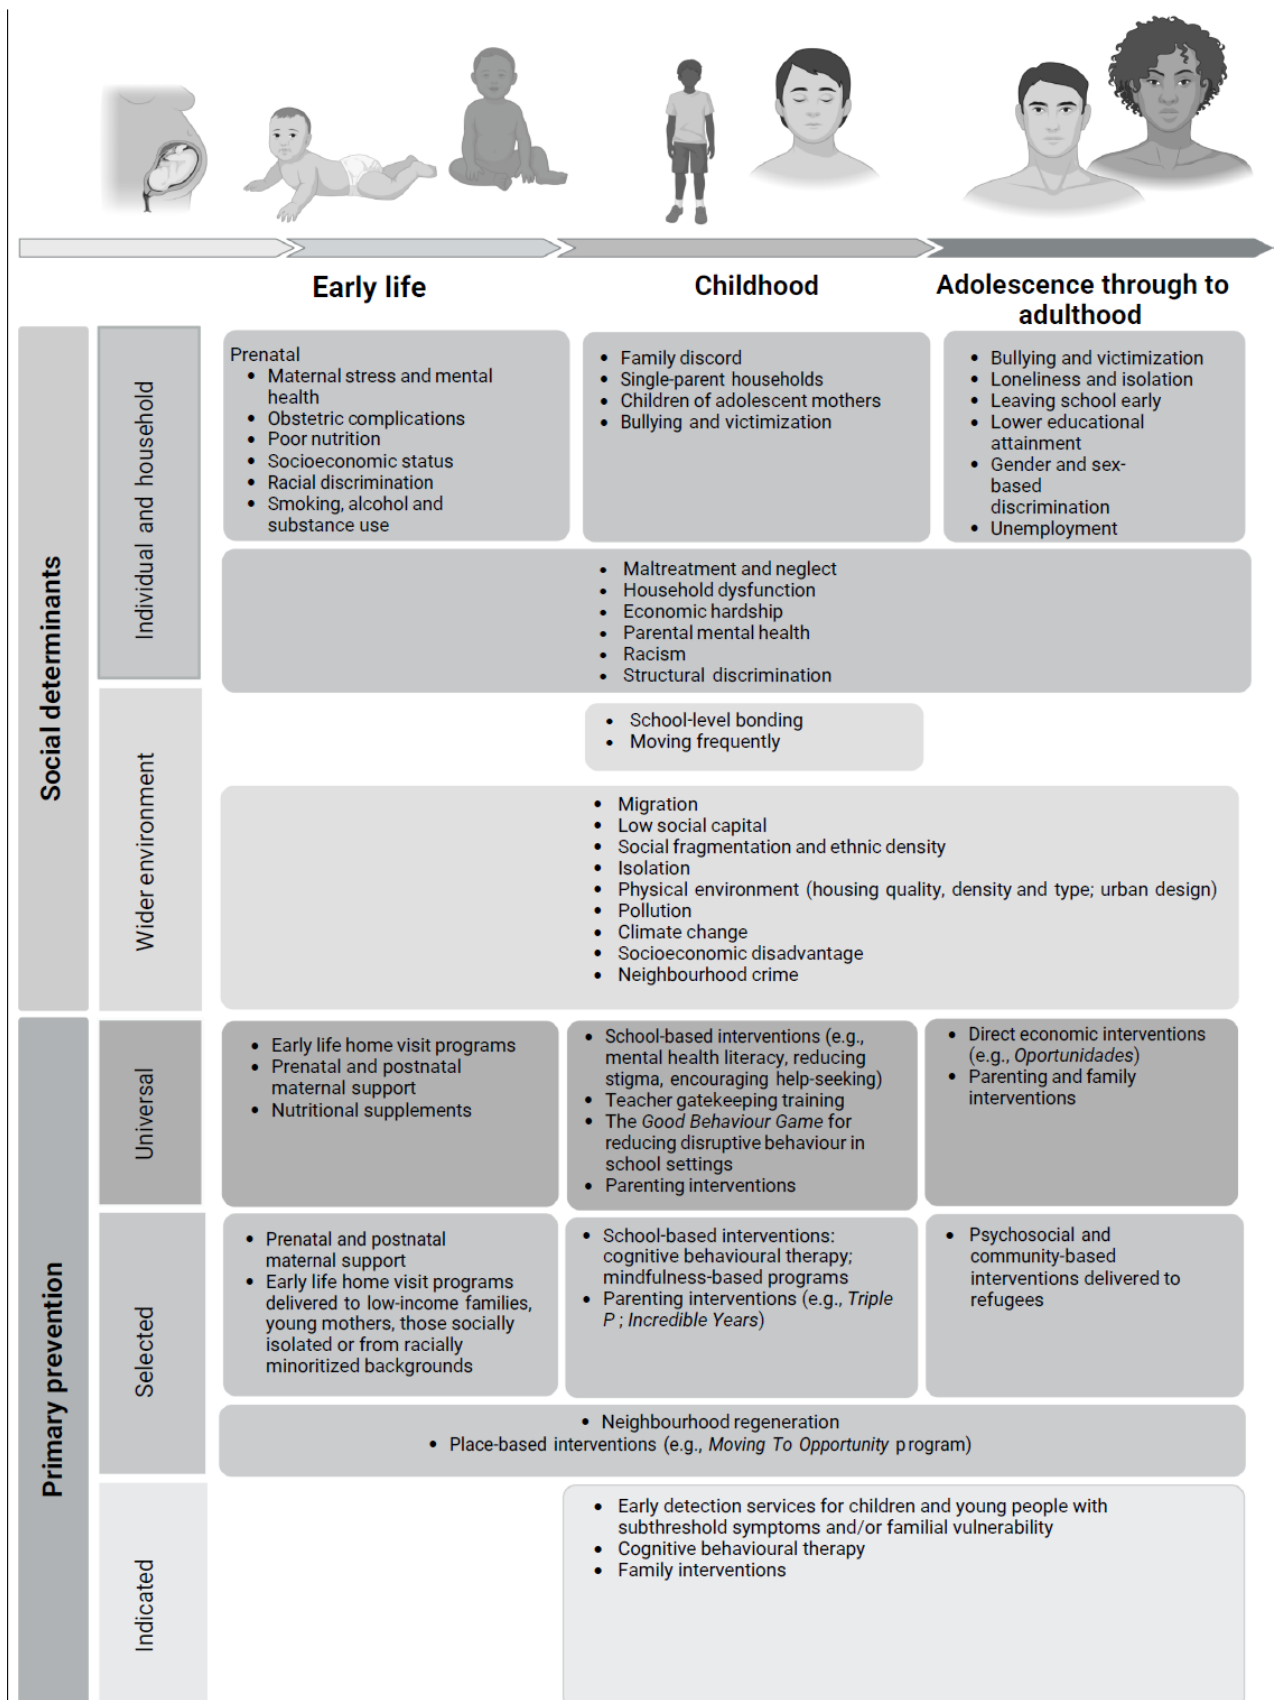 Early life
Childhood
Adolescence through to
adulthood
Social determinants
Individual and household
Prenatal
• Maternal stress and mental
health
• Obstetric complications
• Poor nutrition
• Socioeconomic status
• Racial discrimination
• Smoking, alcohol and
substance use
• Family discord
• Single-parent households
• Children of adolescent mothers
• Bullying and victimization
• Bullying and victimization
• Loneliness and isolation
• Leaving school early
• Lower educational
attainment
• Gender and sex-
based
discrimination
• Unemployment
• Maltreatment and neglect
• Household dysfunction
• Economic hardship
• Parental mental health
• Racism
• Structural discrimination
Wider environment
• School-level bonding
• Moving frequently
• Migration
• Low social capital
• Social fragmentation and ethnic density
• Isolation
• Physical environment (housing quality, density and type; urban design)
• Pollution
• Climate change
• Socioeconomic disadvantage
• Neighbourhood crime
Primary prevention
Universal
• Early life home visit programs
• Prenatal and postnatal
maternal support
• Nutritional supplements
• School-based interventions (e.g.,
mental health literacy, reducing
stigma, encouraging help-seeking)
• Teacher gatekeeping training
• The Good Behaviour Game for
reducing disruptive behaviour in
school settings
• Parenting interventions
• Direct economic interventions
(e.g., Oportunidades)
• Parenting and family
interventions
Selected
• Prenatal and postnatal
maternal support
• Early life home visit programs
delivered to low-income families,
young mothers, those socially
isolated or from racially
minoritized backgrounds
• School-based interventions:
cognitive behavioural therapy;
mindfulness-based programs
• Parenting interventions (e.g., Triple
P ; Incredible Years)
• Psychosocial and
community-based
interventions delivered to
refugees
• Neighbourhood regeneration
• Place-based interventions (e.g., Moving To Opportunity program)
Indicated
• Early detection services for children and young people with
subthreshold symptoms and/or familial vulnerability
• Cognitive behavioural therapy
• Family interventions